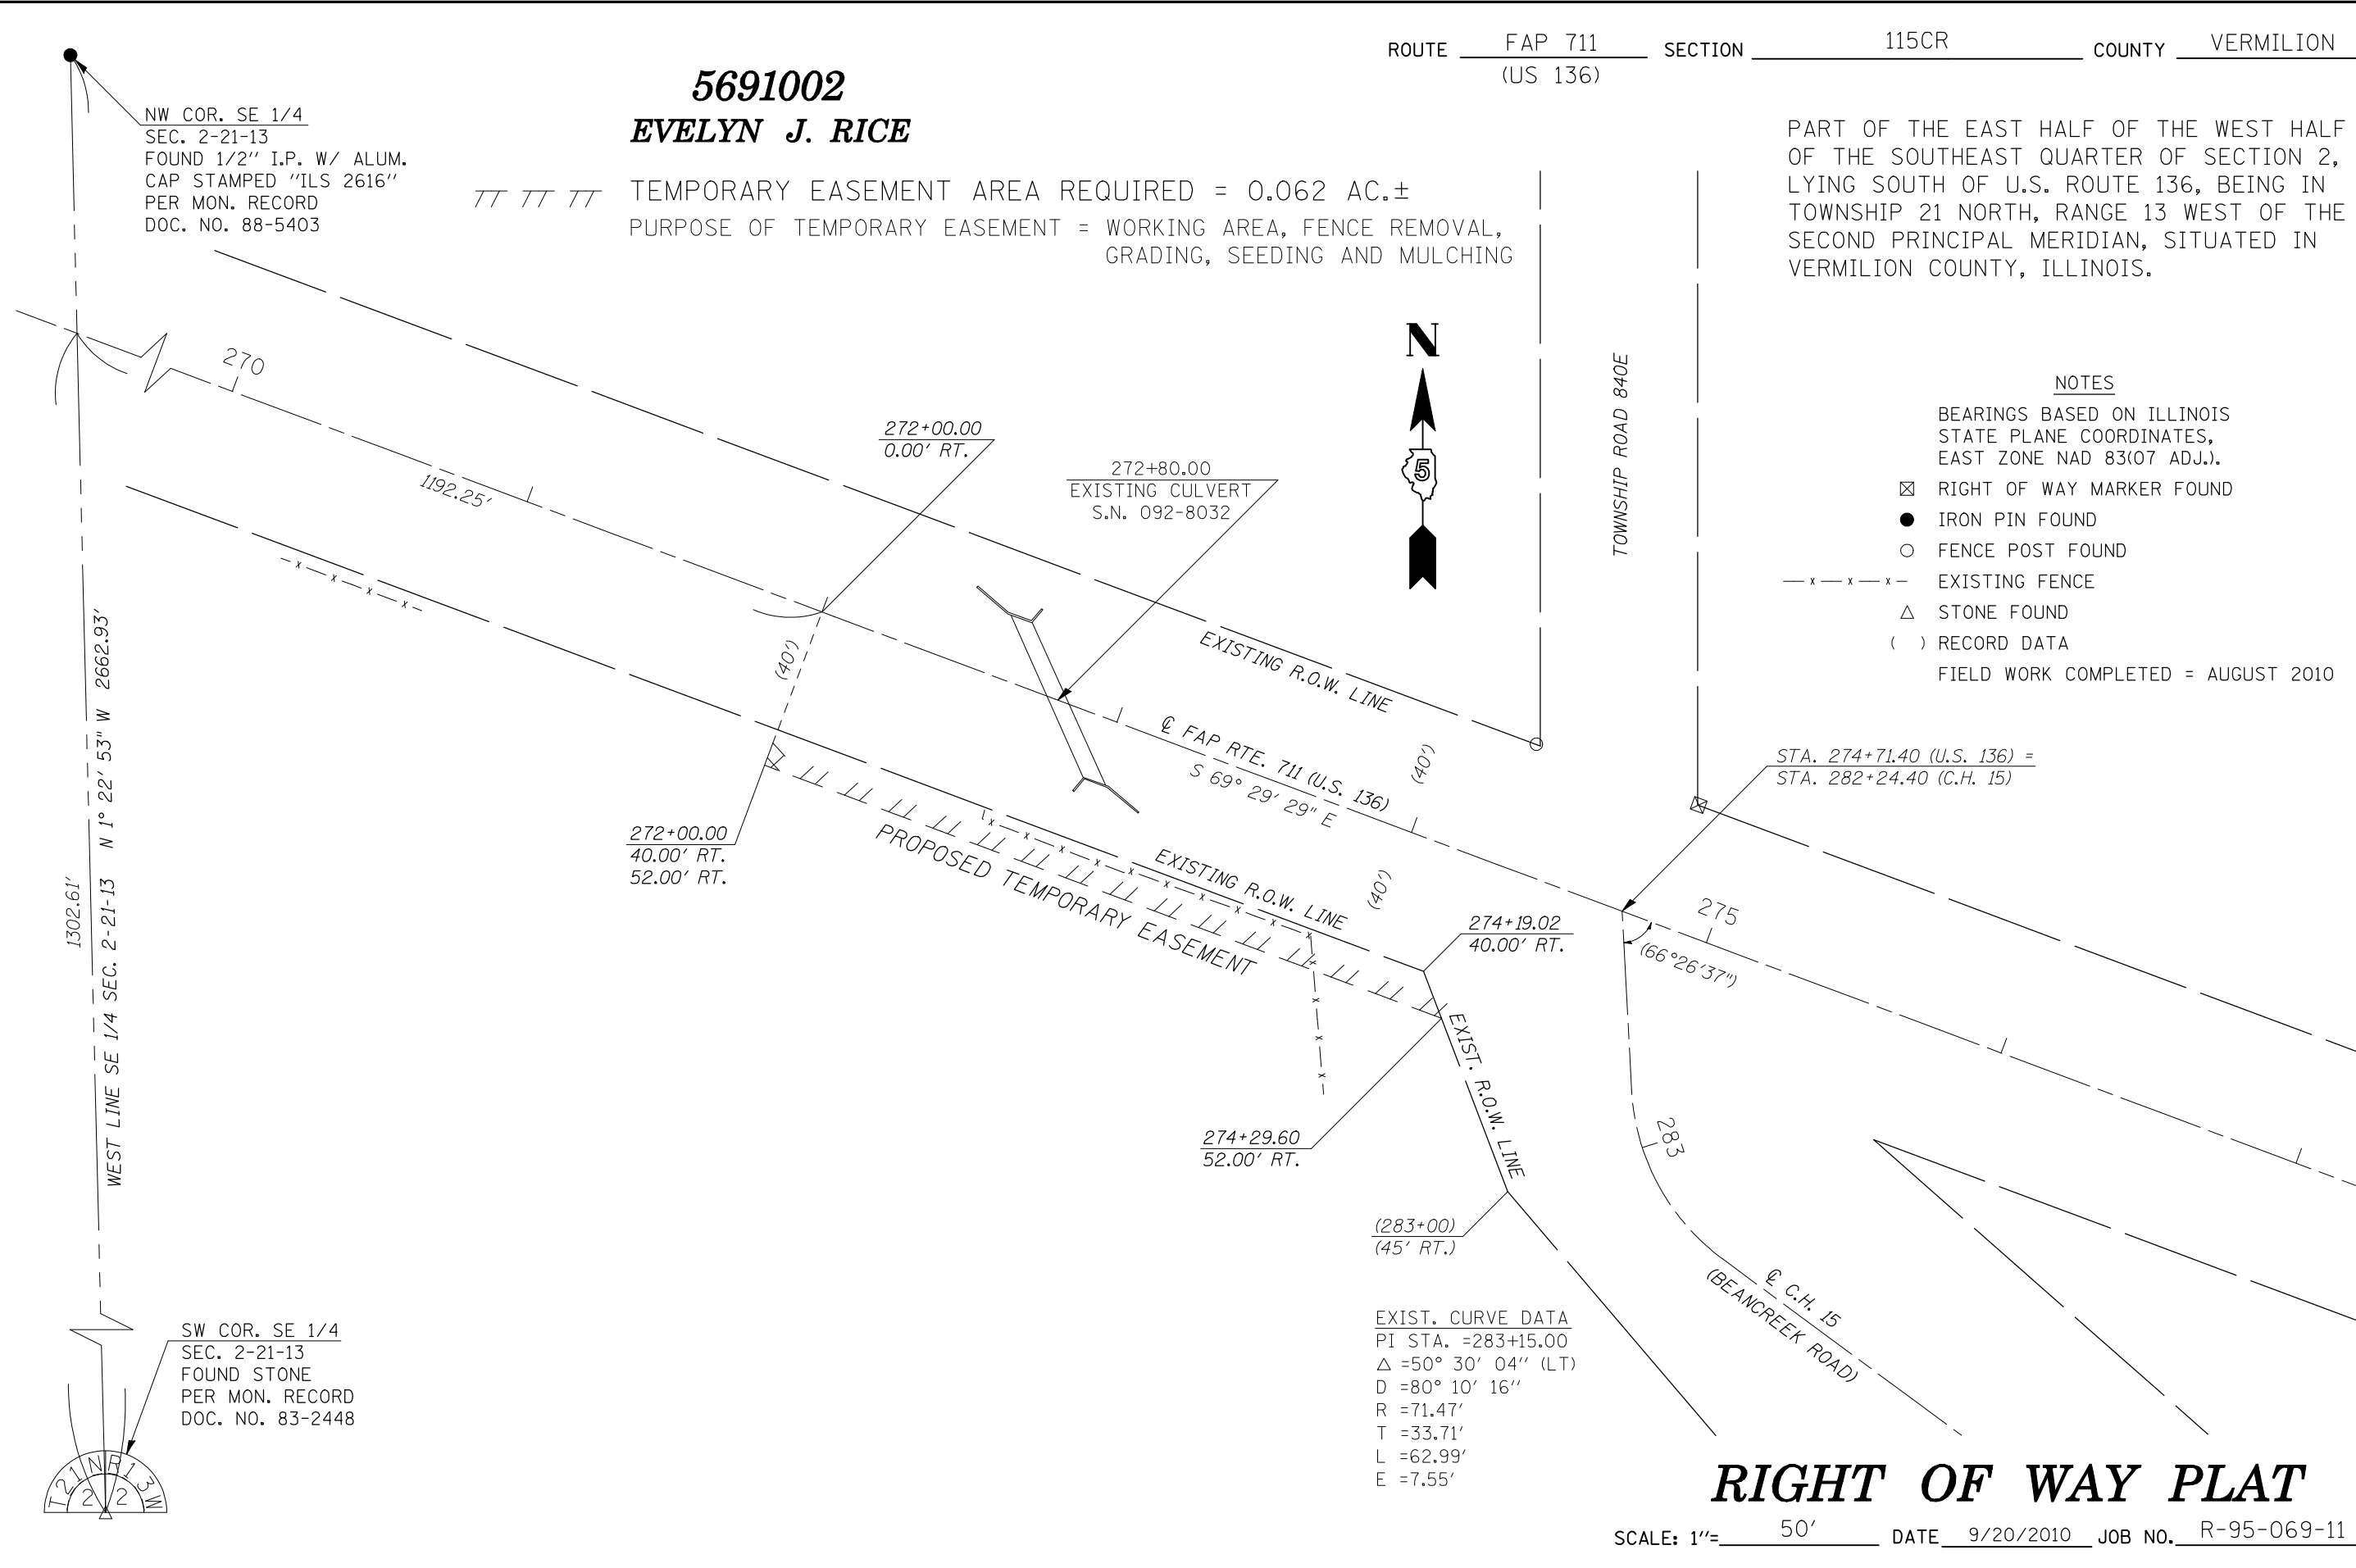 ROUTE FAP 711 SECTION 115CR COUNTY VERMILION
(US 136)
5691002
EVELYN J. RICE
TEMPORARY EASEMENT AREA REQUIRED = 0.062 AC.±
PURPOSE OF TEMPORARY EASEMENT = WORKING AREA, FENCE REMOVAL,
GRADING, SEEDING AND MULCHING
PART OF THE EAST HALF OF THE WEST HALF
OF THE SOUTHEAST QUARTER OF SECTION 2,
LYING SOUTH OF U.S. ROUTE 136, BEING IN
TOWNSHIP 21 NORTH, RANGE 13 WEST OF THE
SECOND PRINCIPAL MERIDIAN, SITUATED IN
VERMILION COUNTY, ILLINOIS.
NW COR. SE 1/4
SEC. 2-21-13
FOUND 1/2" I.P. W/ ALUM.
CAP STAMPED "ILS 2616"
PER MON. RECORD
DOC. NO. 88-5403
N
5
TOWNSHIP ROAD 840E
NOTES
BEARINGS BASED ON ILLINOIS
STATE PLANE COORDINATES,
EAST ZONE NAD 83(07 ADJ.).
RIGHT OF WAY MARKER FOUND
IRON PIN FOUND
FENCE POST FOUND
EXISTING FENCE
STONE FOUND
( ) RECORD DATA
FIELD WORK COMPLETED = AUGUST 2010
270
1192.25'
272+00.00
0.00' RT.
272+80.00
EXISTING CULVERT
S.N. 092-8032
(40')
EXISTING R.O.W. LINE
℄ FAP RTE. 711 (U.S. 136)
S 69° 29' 29" E
(40')
(40')
STA. 274+71.40 (U.S. 136) =
STA. 282+24.40 (C.H. 15)
272+00.00
40.00' RT.
52.00' RT.
PROPOSED TEMPORARY EASEMENT
EXISTING R.O.W. LINE
274+19.02
40.00' RT.
275
(66°26'37")
WEST LINE SE 1/4 SEC. 2-21-13 N 1° 22' 53" W 2662.93'
1302.61'
EXIST. R.O.W. LINE
274+29.60
52.00' RT.
283
(283+00)
(45' RT.)
℄ C.H. 15
(BEANCREEK ROAD)
EXIST. CURVE DATA
PI STA. =283+15.00
△ =50° 30' 04" (LT)
D =80° 10' 16"
R =71.47'
T =33.71'
L =62.99'
E =7.55'
SW COR. SE 1/4
SEC. 2-21-13
FOUND STONE
PER MON. RECORD
DOC. NO. 83-2448
T21NR13W
2 2
RIGHT OF WAY PLAT
SCALE: 1"= 50' DATE 9/20/2010 JOB NO. R-95-069-11